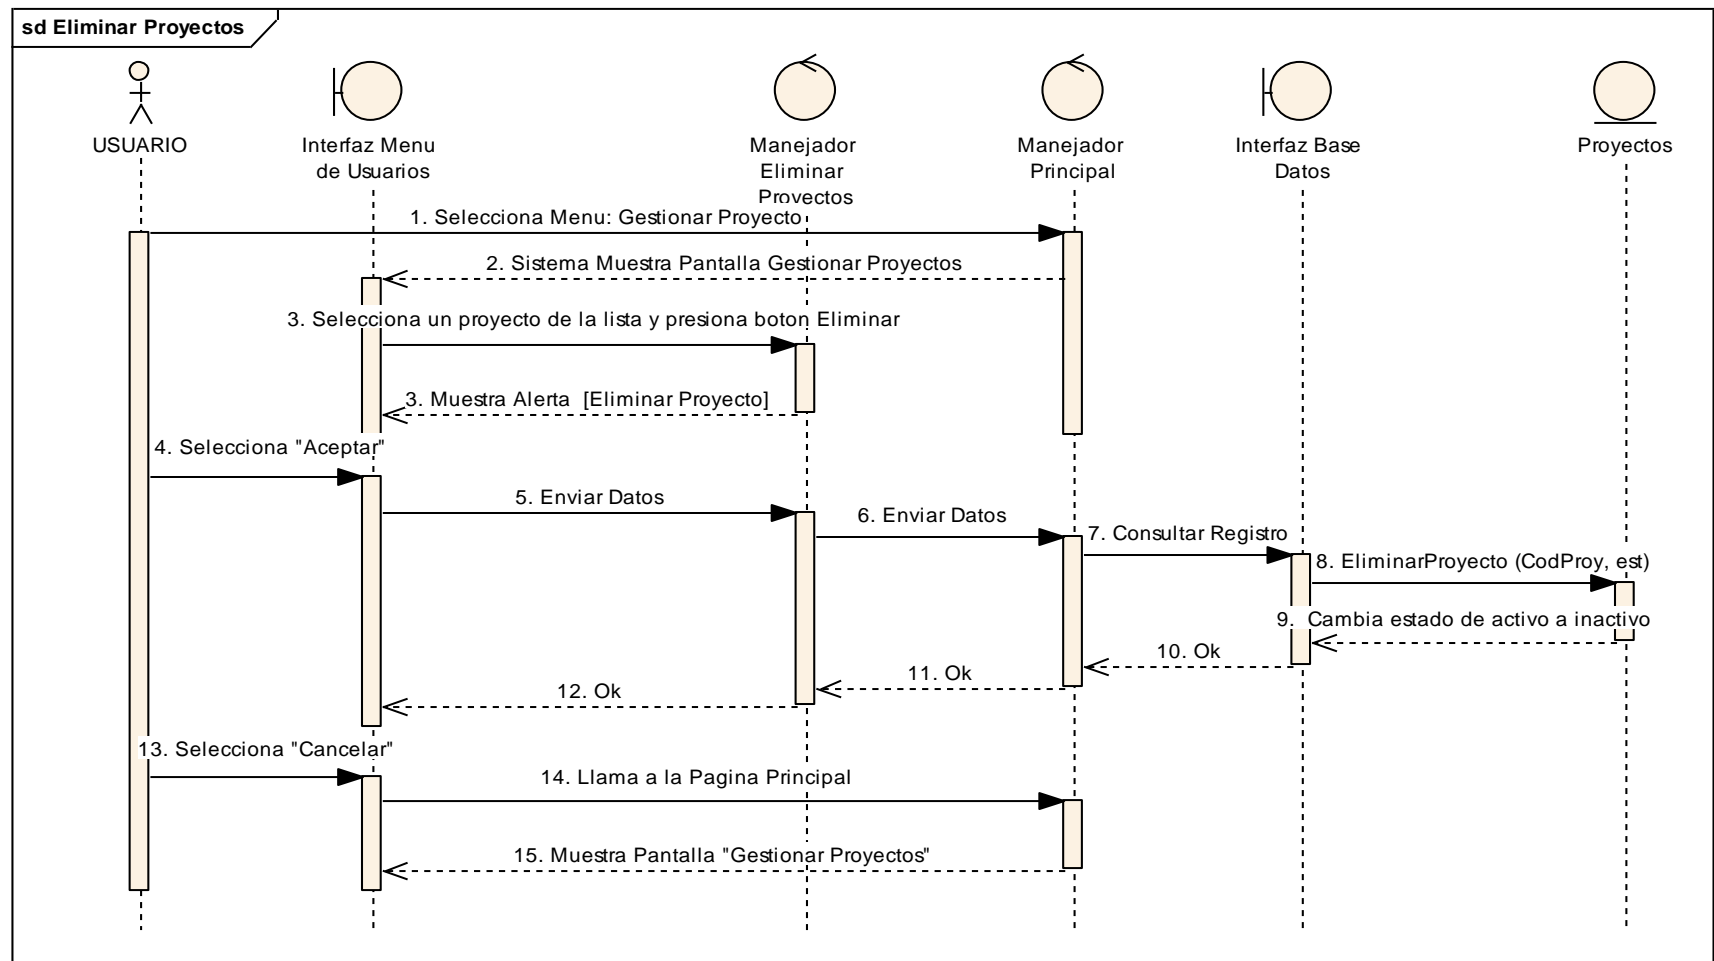 sd Eliminar Proyectos
USUARIO
Interfaz Menu
de Usuarios
Manejador
Eliminar
Proyectos
Manejador
Principal
Interfaz Base
Datos
Proyectos
1. Selecciona Menu: Gestionar Proyecto
2. Sistema Muestra Pantalla Gestionar Proyectos
3. Selecciona un proyecto de la lista y presiona boton Eliminar
3. Muestra Alerta  [Eliminar Proyecto]
4. Selecciona "Aceptar"
5. Enviar Datos
6. Enviar Datos
7. Consultar Registro
8. EliminarProyecto (CodProy, est)
9.  Cambia estado de activo a inactivo
10. Ok
11. Ok
12. Ok
13. Selecciona "Cancelar"
14. Llama a la Pagina Principal
15. Muestra Pantalla "Gestionar Proyectos"